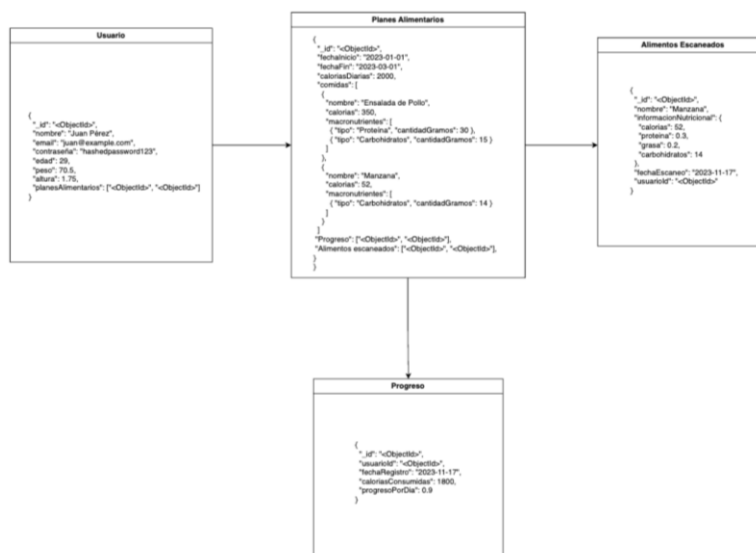 Usuario
{
"_id": "<ObjectId>",
"nombre": "Juan Pérez",
"email": "juan@example.com",
"contraseña": "hashedpassword123",
"edad": 29,
"peso": 70.5,
"altura": 1.75,
"planesAlimentarios": ["<ObjectId>", "<ObjectId>"]
}
Planes Alimentarios
{
"_id": "<ObjectId>",
"fechaInicio": "2023-01-01",
"fechaFin": "2023-03-01",
"caloriasDiarias": 2000,
"comidas": [
{
"nombre": "Ensalada de Pollo",
"calorias": 350,
"macronutrientes": [
{ "tipo": "Proteína", "cantidadGramos": 30 },
{ "tipo": "Carbohidratos", "cantidadGramos": 15 }
]
},
{
"nombre": "Manzana",
"calorias": 52,
"macronutrientes": [
{ "tipo": "Carbohidratos", "cantidadGramos": 14 }
]
}
]
"Progreso": ["<ObjectId>", "<ObjectId>"],
"Alimentos escaneados": ["<ObjectId>", "<ObjectId>"],
}
}
Alimentos Escaneados
{
"_id": "<ObjectId>",
"nombre": "Manzana",
"informacionNutricional": {
"calorias": 52,
"proteina": 0.3,
"grasa": 0.2,
"carbohidratos": 14
},
"fechaEscaneo": "2023-11-17",
"usuarioId": "<ObjectId>"
}
Progreso
{
"_id": "<ObjectId>",
"usuarioId": "<ObjectId>",
"fechaRegistro": "2023-11-17",
"caloriasConsumidas": 1800,
"progresoPorDia": 0.9
}